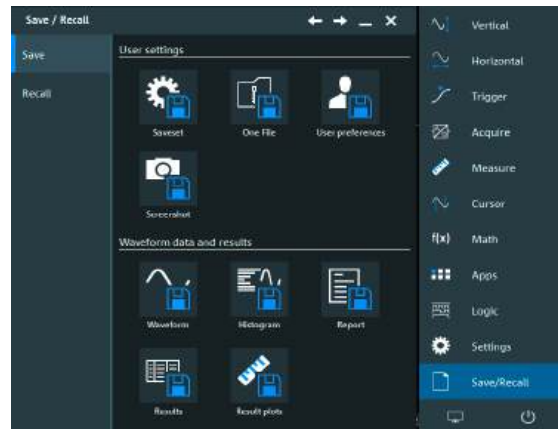 Save / Recall
Save
Recall
User settings
Saveset
One File
User preferences
Screenshot
Waveform data and results
Waveform
Histogram
Report
Results
Result plots
Vertical
Horizontal
Trigger
Acquire
Measure
Cursor
f(x) Math
Apps
Logic
Settings
Save/Recall